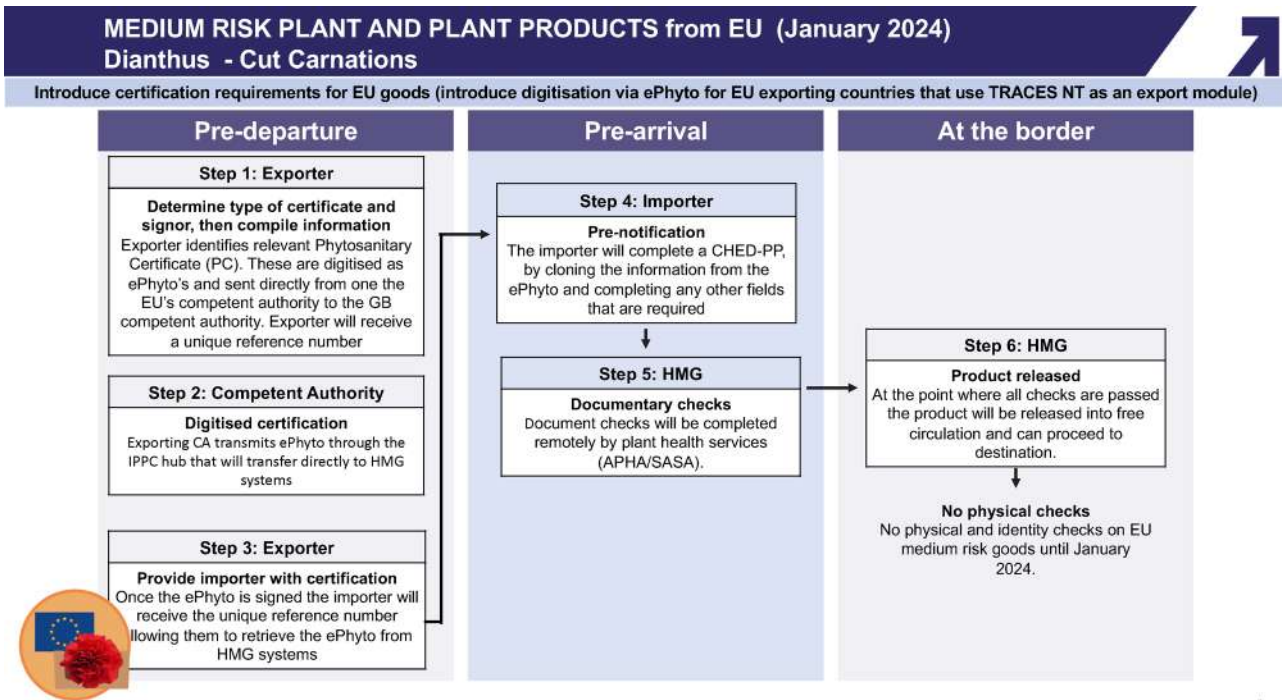 MEDIUM RISK PLANT AND PLANT PRODUCTS from EU (January 2024)
Dianthus - Cut Carnations
Introduce certification requirements for EU goods (introduce digitisation via ePhyto for EU exporting countries that use TRACES NT as an export module)
Pre-departure
Step 1: Exporter
Determine type of certificate and
signor, then compile information
Exporter identifies relevant Phytosanitary
Certificate (PC). These are digitised as
ePhyto's and sent directly from one the
EU's competent authority to the GB
competent authority. Exporter will receive
a unique reference number
Step 2: Competent Authority
Digitised certification
Exporting CA transmits ePhyto through the
IPPC hub that will transfer directly to HMG
systems
Step 3: Exporter
Provide importer with certification
Once the ePhyto is signed the importer will
receive the unique reference number
llowing them to retrieve the ePhyto from
HMG systems
Pre-arrival
Step 4: Importer
Pre-notification
The importer will complete a CHED-PP,
by cloning the information from the
ePhyto and completing any other fields
that are required
Step 5: HMG
Documentary checks
Document checks will be completed
remotely by plant health services
(APHA/SASA).
At the border
Step 6: HMG
Product released
At the point where all checks are passed
the product will be released into free
circulation and can proceed to
destination.
No physical checks
No physical and identity checks on EU
medium risk goods until January
2024.